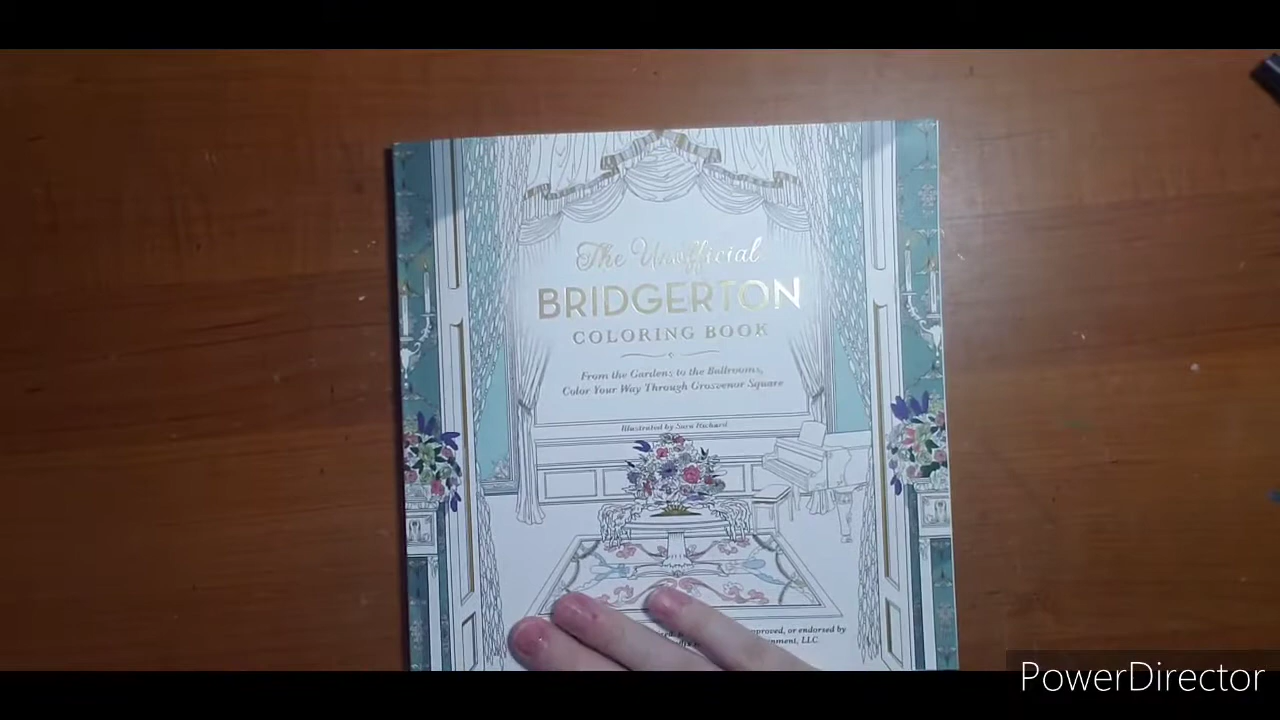 The Unofficial
BRIDGERTON
COLORING BOOK
From the Gardens to the Ballrooms,
Color Your Way Through Grosvenor Square
Illustrated by Sara Richard
or endorsed by
LLC
PowerDirector